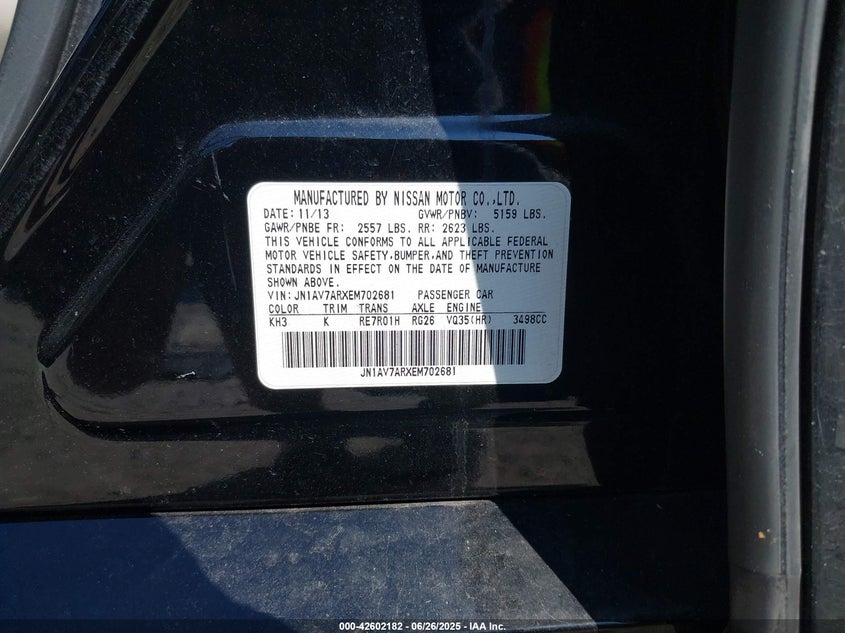 MANUFACTURED BY NISSAN MOTOR CO.,LTD.
DATE: 11/13 GVWR/PNBV: 5159 LBS.
GAWR/PNBE FR: 2557 LBS. RR: 2623 LBS.
THIS VEHICLE CONFORMS TO ALL APPLICABLE FEDERAL
MOTOR VEHICLE SAFETY,BUMPER,AND THEFT PREVENTION
STANDARDS IN EFFECT ON THE DATE OF MANUFACTURE
SHOWN ABOVE.
VIN: JN1AV7ARXEM702681 PASSENGER CAR
COLOR TRIM TRANS AXLE ENGINE
KH3 K RE7R01H RG26 VQ35(HR) 3498CC
JN1AV7ARXEM702681
000-42602182 - 06/26/2025 - IAA Inc.